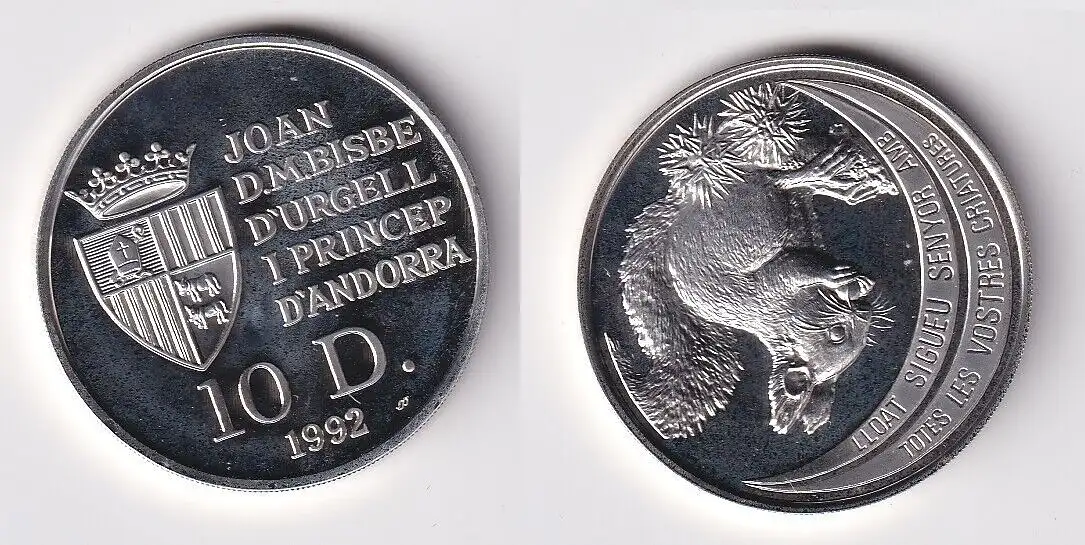 JOAN
D.M.BISBE
D'URGELL
I PRINCEP
D'ANDORRA
10 D.
1992
LLOAT SIGUEU SENYOR AMB
TOTES LES VOSTRES CRIATURES